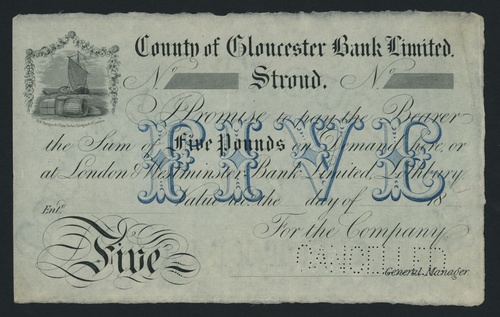 County of Gloucester Bank Limited.
No Stroud. No
I Promise to pay the Bearer
the Sum of Five Pounds on Demand here, or
at London & Westminster Bank Limited, Lothbury
Value rec'd the day of 18
Entd.
For the Company
FIVE
Five
CANCELLED
General Manager